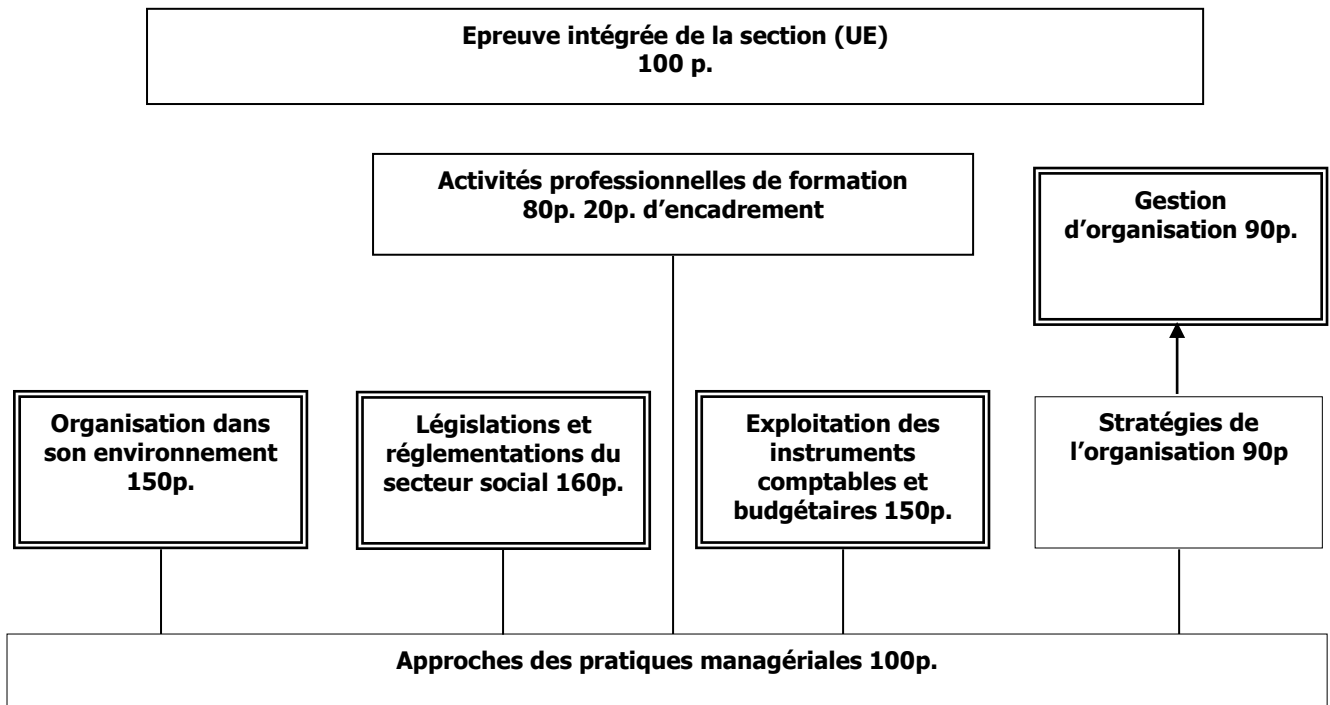 Epreuve intégrée de la section (UE)
100 p.
Activités professionnelles de formation
80p. 20p. d’encadrement
Gestion
d’organisation 90p.
Organisation dans
son environnement
150p.
Législations et
réglementations du
secteur social 160p.
Exploitation des
instruments
comptables et
budgétaires 150p.
Stratégies de
l’organisation 90p
Approches des pratiques managériales 100p.